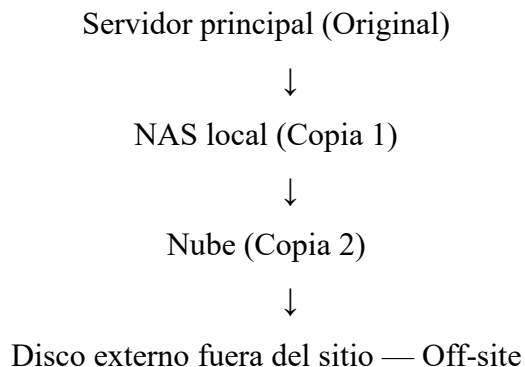 Servidor principal (Original)
↓
NAS local (Copia 1)
↓
Nube (Copia 2)
↓
Disco externo fuera del sitio — Off-site